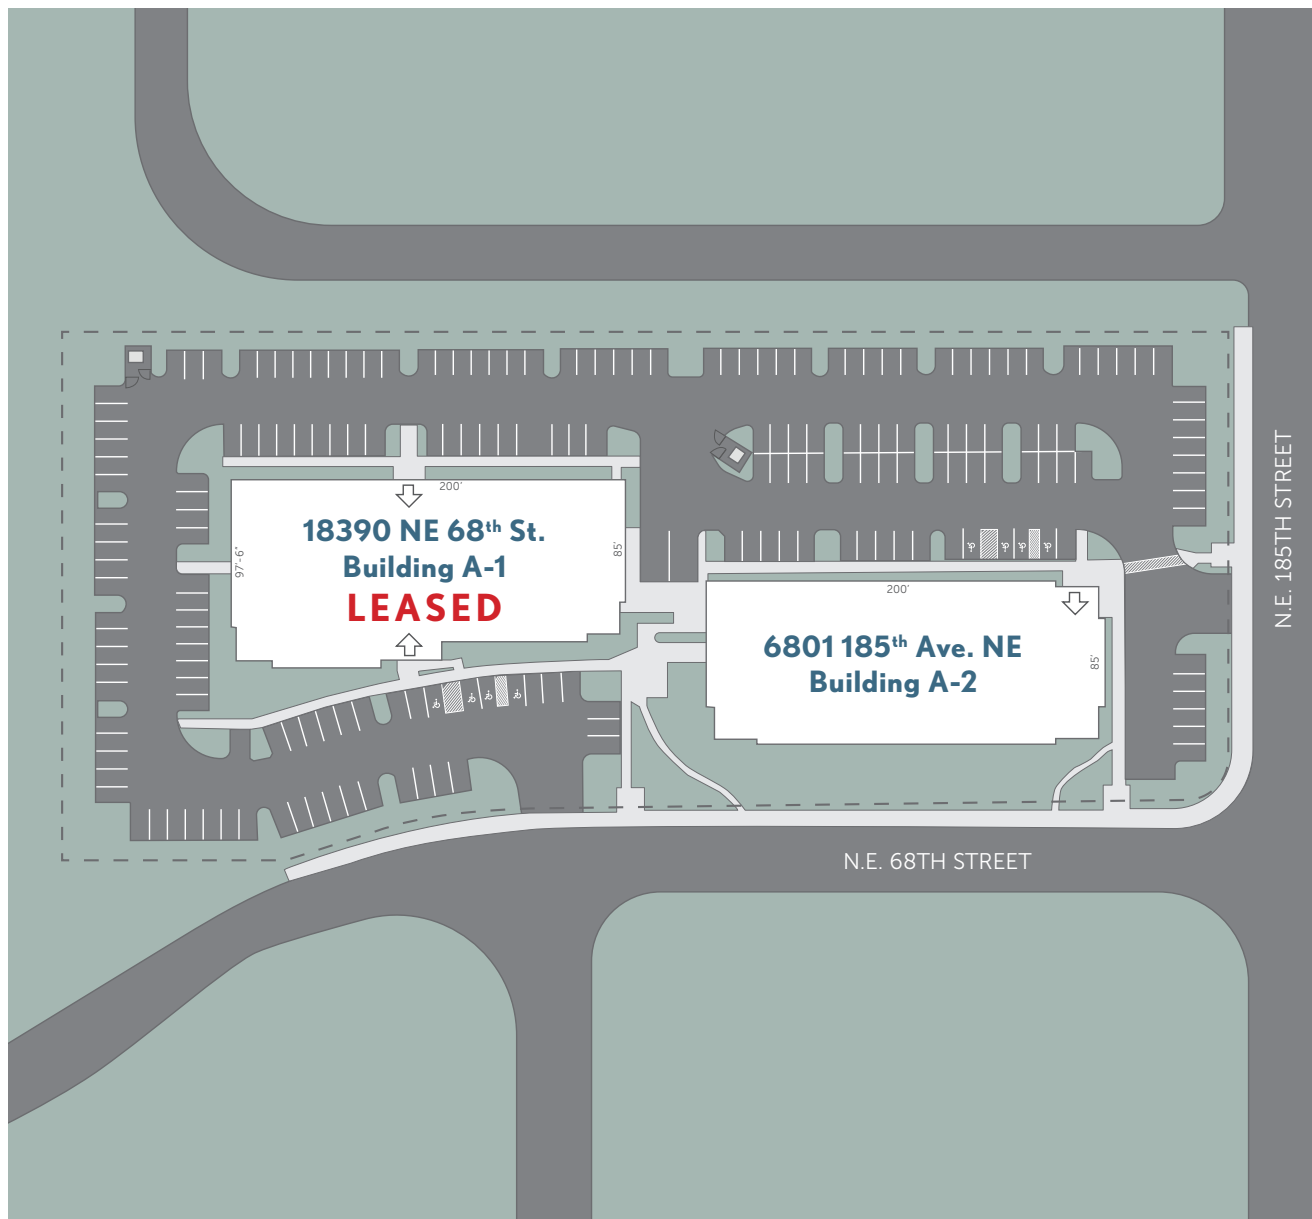 200'
18390 NE 68th St.
Building A-1
LEASED
97'-6"
85'
200'
6801 185th Ave. NE
Building A-2
85'
N.E. 185TH STREET
N.E. 68TH STREET